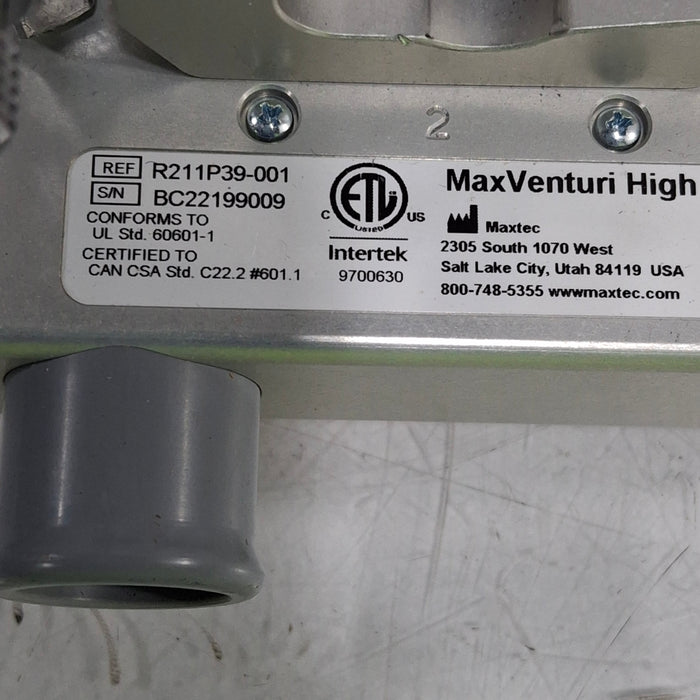 2
REF R211P39-001
S/N BC22199009
CONFORMS TO
UL Std. 60601-1
CERTIFIED TO
CAN CSA Std. C22.2 #601.1
ETL
C US
LISTED
Intertek
9700630
MaxVenturi High
Maxtec
2305 South 1070 West
Salt Lake City, Utah 84119 USA
800-748-5355 wwwmaxtec.com